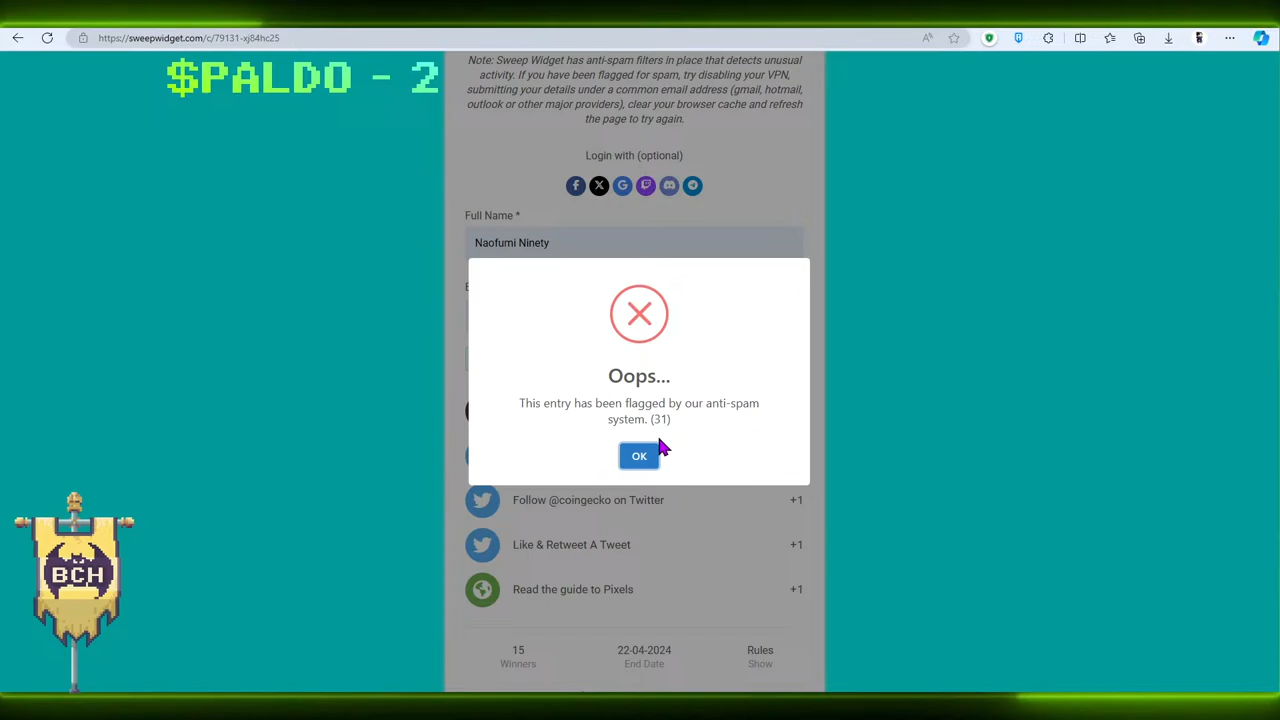 https://sweepwidget.com/c/79131-xj84hc25
$PALDO - 2
Note: Sweep Widget has anti-spam filters in place that detects unusual
activity. If you have been flagged for spam, try disabling your VPN,
submitting your details under a common email address (gmail, hotmail,
outlook or other major providers), clear your browser cache and refresh
the page to try again.
Login with (optional)
Full Name *
Naofumi Ninety
Oops...
This entry has been flagged by our anti-spam
system. (31)
OK
Follow @coingecko on Twitter +1
Like & Retweet A Tweet +1
Read the guide to Pixels +1
BCH
15 22-04-2024 Rules
Winners End Date Show